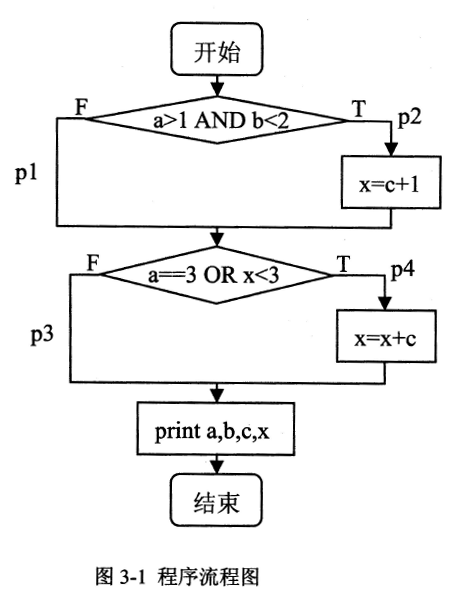 开始
F
a>1 AND b<2
T
p2
p1
x=c+1
F
a==3 OR x<3
T
p4
p3
x=x+c
print a,b,c,x
结束
图 3-1 程序流程图